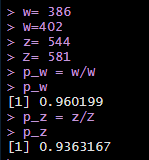 > w= 386
> W=402
> z= 544
> Z= 581
> p_w = w/W
> p_w
[1] 0.960199
> p_z = z/Z
> p_z
[1] 0.9363167